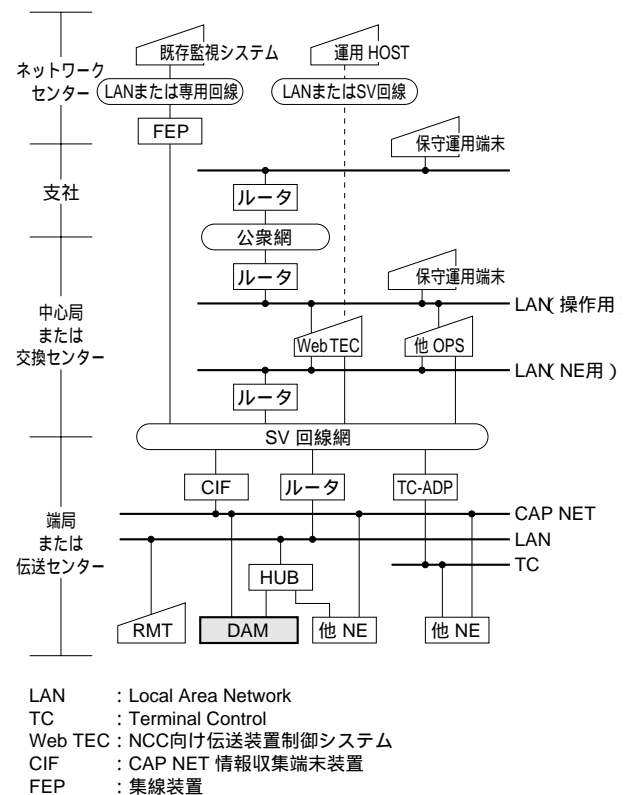 既存監視システム
運用 HOST
ネットワーク
センター
LANまたは専用回線
LANまたはSV回線
FEP
保守運用端末
支社
ルータ
公衆網
ルータ
保守運用端末
LAN(操作用)
中心局
または
交換センター
Web TEC
他 OPS
LAN(NE用)
ルータ
SV 回線網
CIF
ルータ
TC-ADP
CAP NET
端局
または
伝送センター
LAN
TC
HUB
RMT
DAM
他 NE
他 NE
LAN : Local Area Network
TC : Terminal Control
Web TEC : NCC向け伝送装置制御システム
CIF : CAP NET 情報収集端末装置
FEP : 集線装置